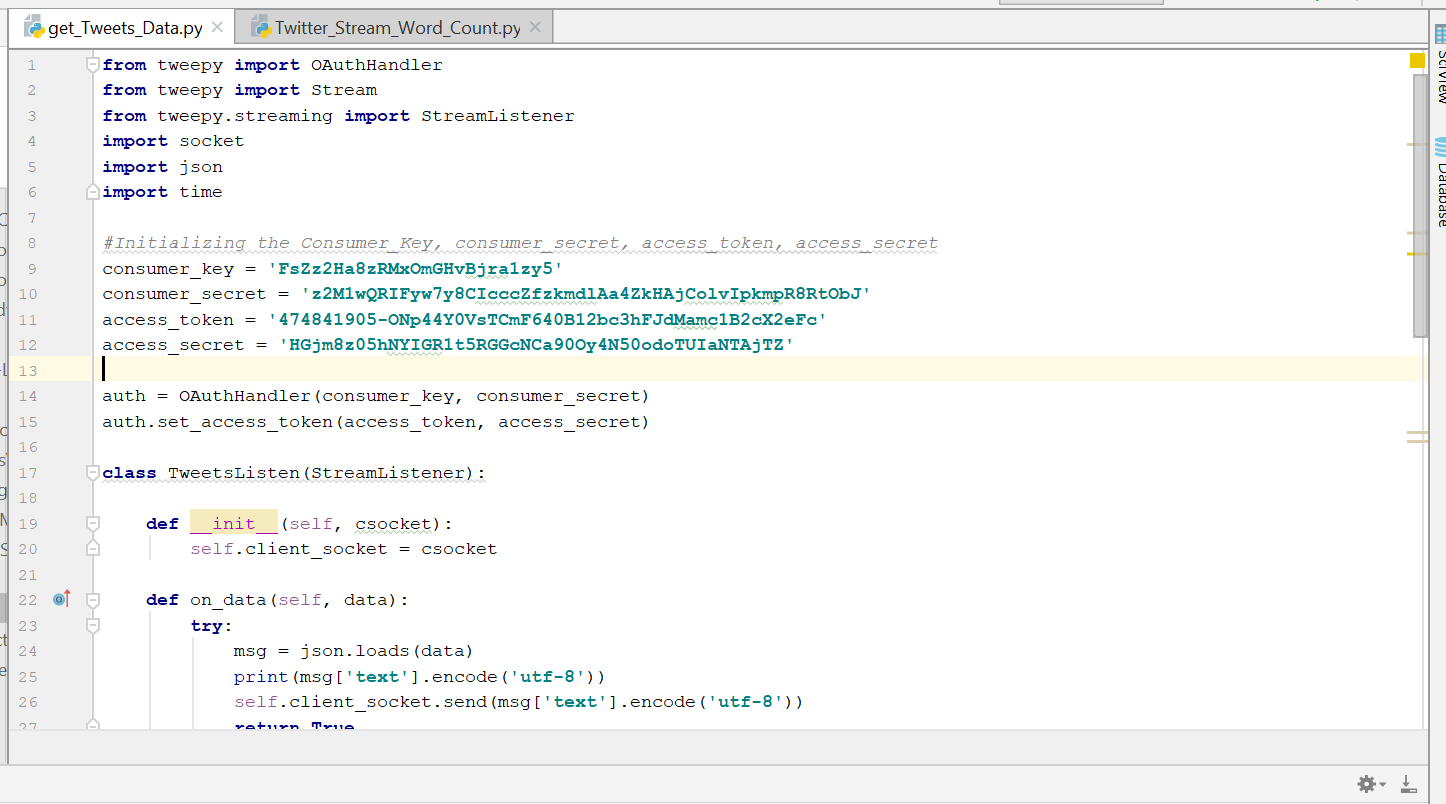 get_Tweets_Data.py
Twitter_Stream_Word_Count.py
1 from tweepy import OAuthHandler
2 from tweepy import Stream
3 from tweepy.streaming import StreamListener
4 import socket
5 import json
6 import time
7
8 #Initializing the Consumer_Key, consumer_secret, access_token, access_secret
9 consumer_key = 'FsZz2Ha8zRMxOmGHvBjra1zy5'
10 consumer_secret = 'z2M1wQRIFyw7y8CIcccZfzkmdlAa4ZkHAjColvIpkmpR8RtObJ'
11 access_token = '474841905-ONp44Y0VsTCmF640B12bc3hFJdMamc1B2cX2eFc'
12 access_secret = 'HGjm8z05hNYIGR1t5RGGcNCa90Oy4N50odoTUIaNTAjTZ'
13
14 auth = OAuthHandler(consumer_key, consumer_secret)
15 auth.set_access_token(access_token, access_secret)
16
17 class TweetsListen(StreamListener):
18
19 def __init__(self, csocket):
20 self.client_socket = csocket
21
22 def on_data(self, data):
23 try:
24 msg = json.loads(data)
25 print(msg['text'].encode('utf-8'))
26 self.client_socket.send(msg['text'].encode('utf-8'))
27 return True
SciView
Database